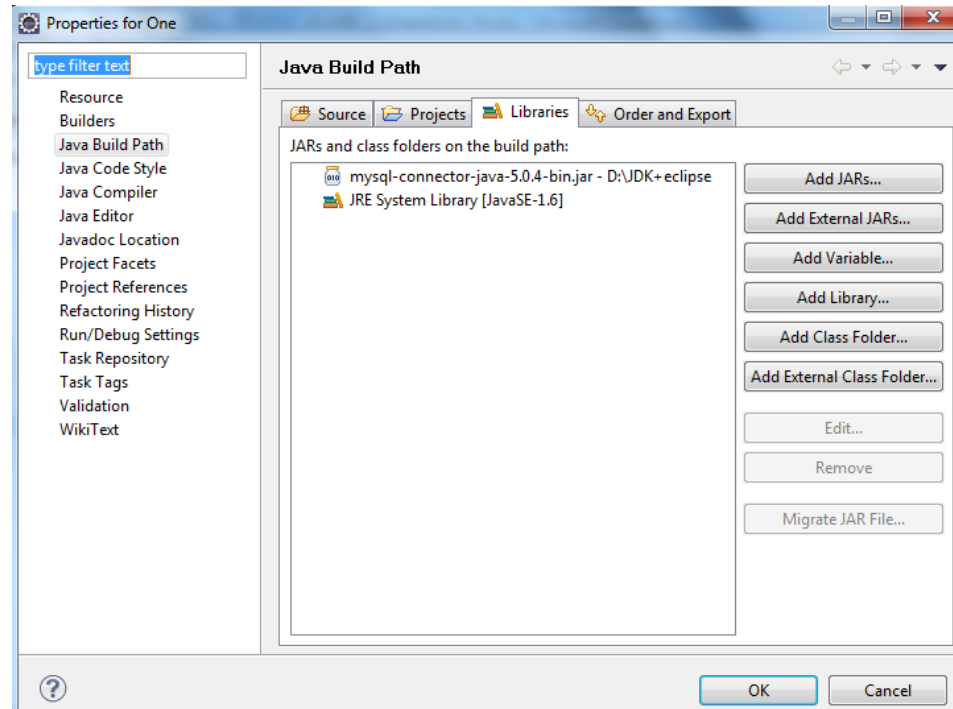 Properties for One
type filter text
Resource
Builders
Java Build Path
Java Code Style
Java Compiler
Java Editor
Javadoc Location
Project Facets
Project References
Refactoring History
Run/Debug Settings
Task Repository
Task Tags
Validation
WikiText
Java Build Path
Source Projects Libraries Order and Export
JARs and class folders on the build path:
mysql-connector-java-5.0.4-bin.jar - D:\JDK+eclipse
JRE System Library [JavaSE-1.6]
Add JARs...
Add External JARs...
Add Variable...
Add Library...
Add Class Folder...
Add External Class Folder...
Edit...
Remove
Migrate JAR File...
OK Cancel